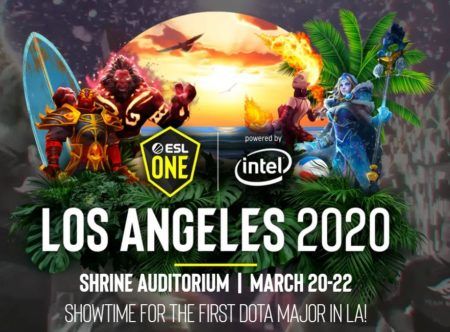 ESL
ONE
powered by
intel
LOS ANGELES 2020
SHRINE AUDITORIUM | MARCH 20-22
SHOWTIME FOR THE FIRST DOTA MAJOR IN LA!